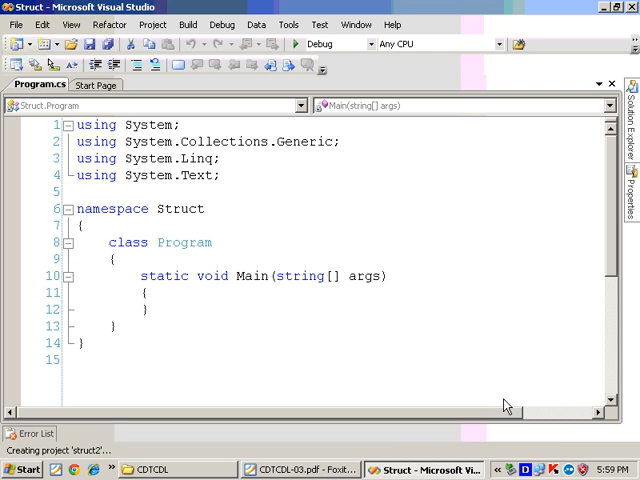 Struct - Microsoft Visual Studio
File Edit View Refactor Project Build Debug Data Tools Test Window Help
Debug Any CPU
Program.cs Start Page
Struct.Program Main(string[] args)
1 using System;
2 using System.Collections.Generic;
3 using System.Linq;
4 using System.Text;
5
6 namespace Struct
7 {
8 class Program
9 {
10 static void Main(string[] args)
11 {
12 }
13 }
14 }
15
Solution Explorer
Properties
Error List
Creating project 'struct2'...
Start CDTCDL CDTCDL-03.pdf - Foxit... Struct - Microsoft Vi... « D K 5:59 PM